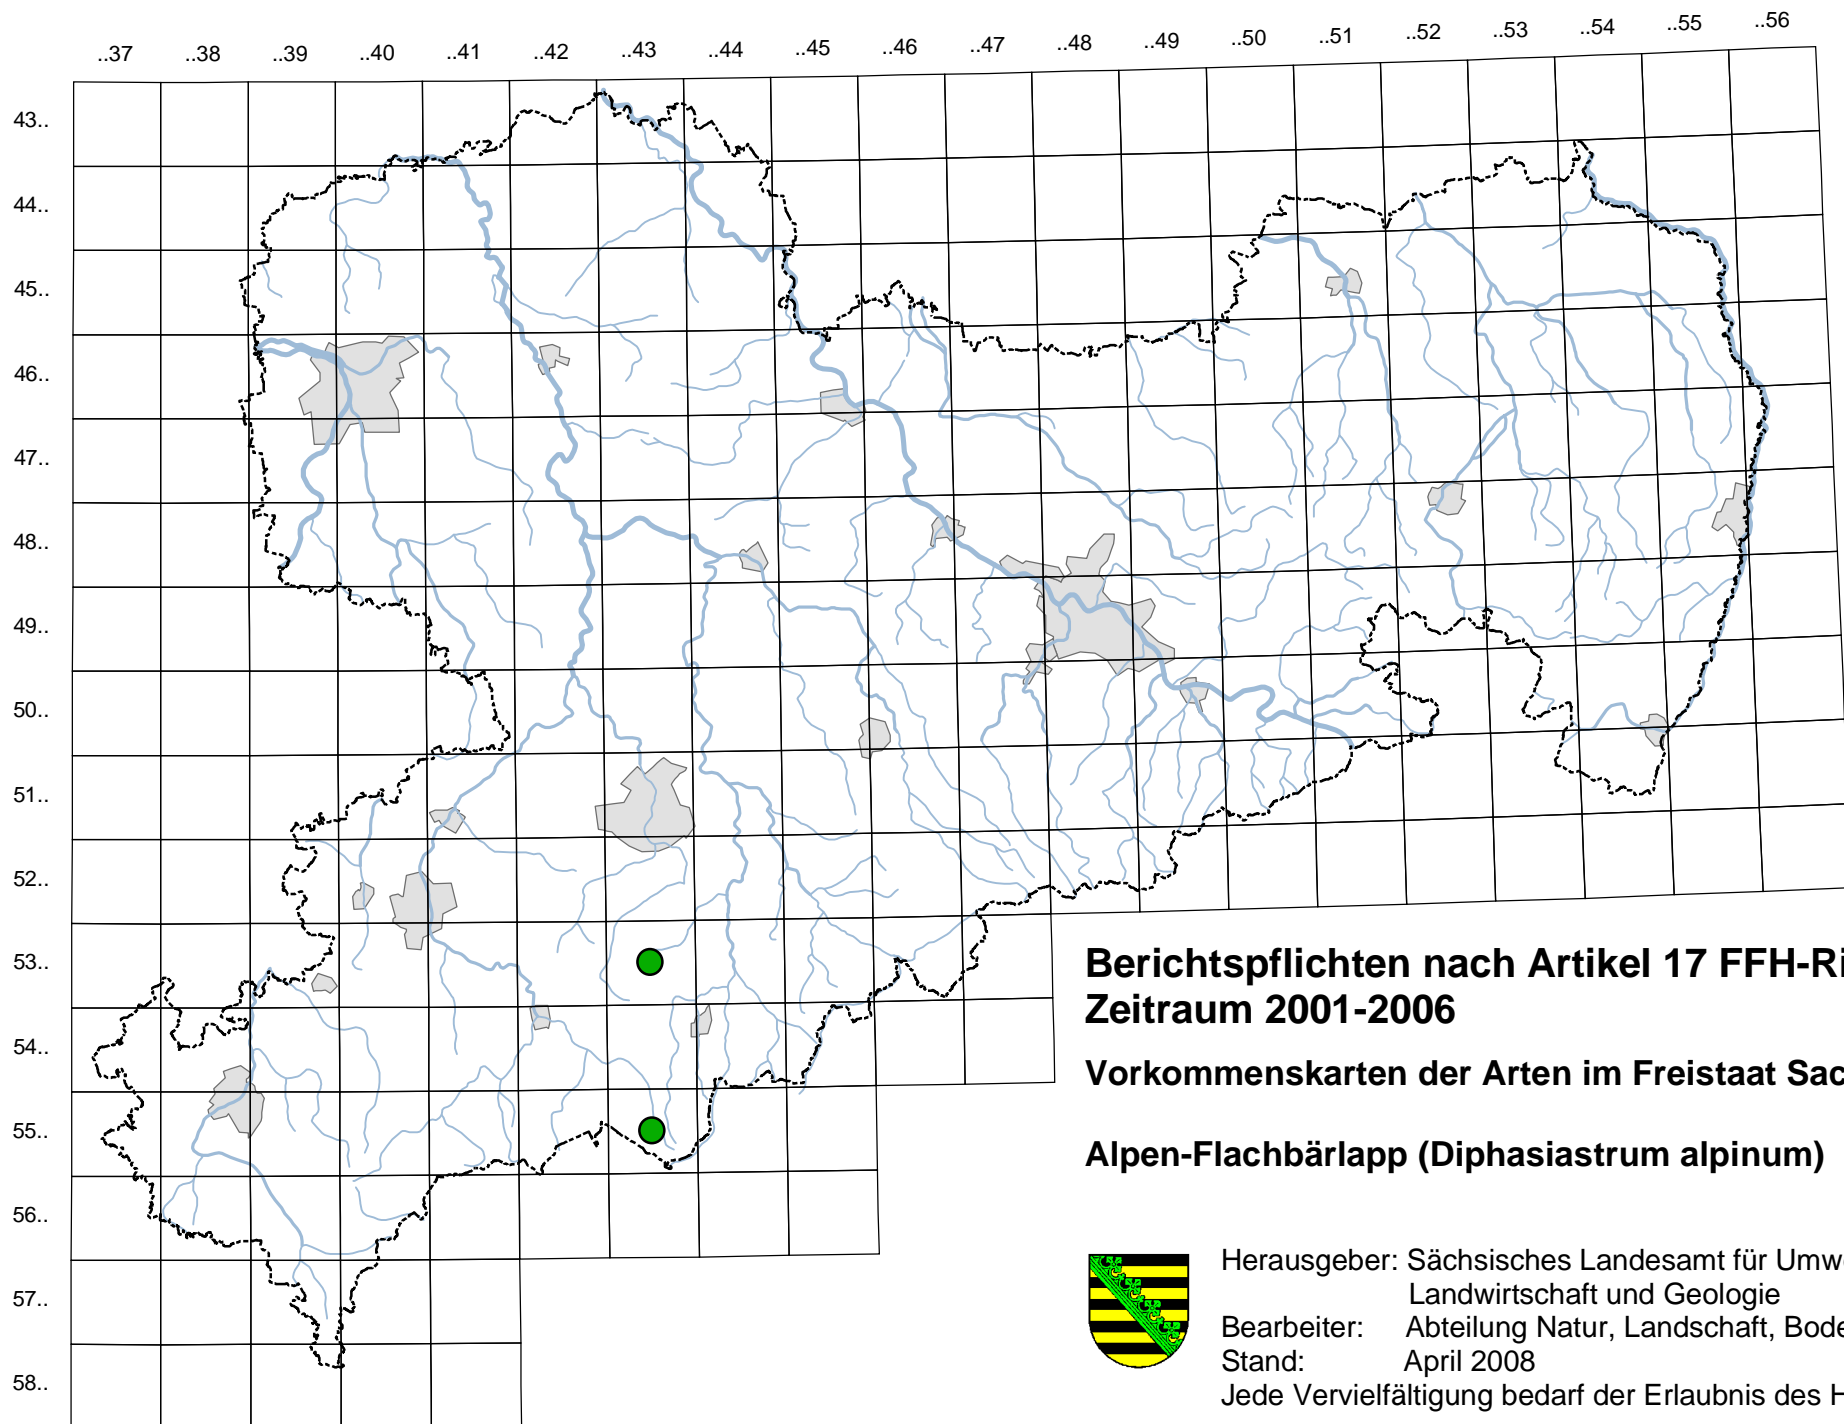 ..37 ..38 ..39 ..40 ..41 ..42 ..43 ..44 ..45 ..46 ..47 ..48 ..49 ..50 ..51 ..52 ..53 ..54 ..55 ..56
43..
44..
45..
46..
47..
48..
49..
50..
51..
52..
53..
54..
55..
56..
57..
58..
Berichtspflichten nach Artikel 17 FFH-Ri
Zeitraum 2001-2006
Vorkommenskarten der Arten im Freistaat Sac
Alpen-Flachbärlapp (Diphasiastrum alpinum)
Herausgeber: Sächsisches Landesamt für Umwe
Landwirtschaft und Geologie
Bearbeiter: Abteilung Natur, Landschaft, Bode
Stand: April 2008
Jede Vervielfältigung bedarf der Erlaubnis des H